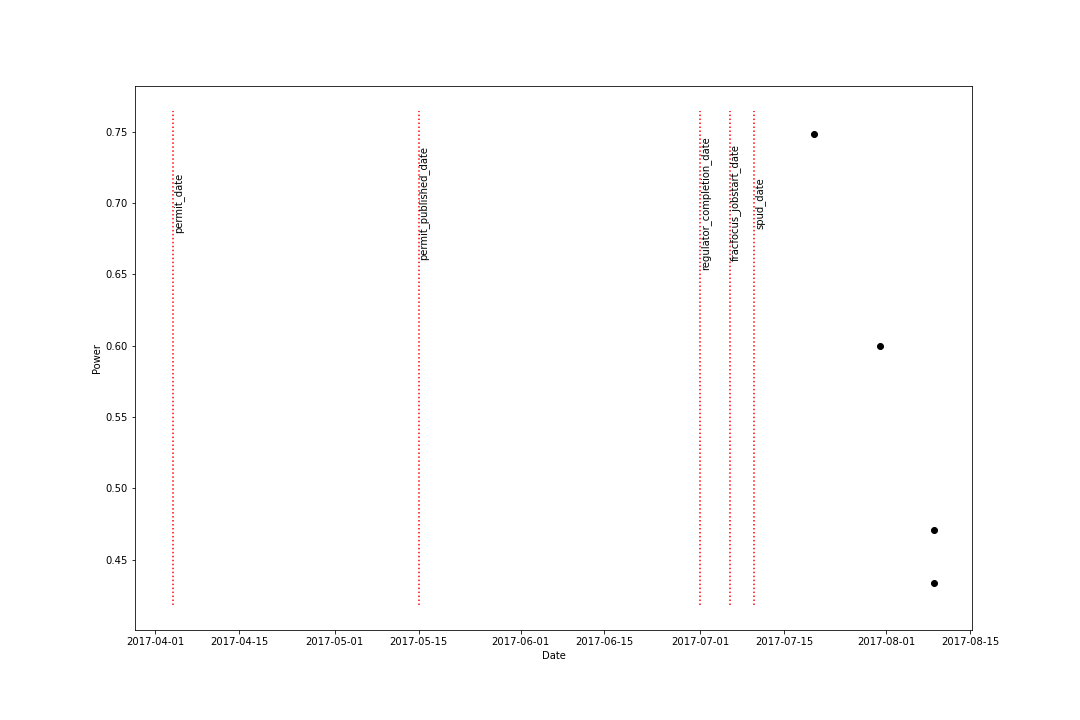 0.75
0.70
0.65
0.60
0.55
0.50
0.45
Power
permit_date
permit_published_date
regulator_completion_date
fracfocus_jobstart_date
spud_date
2017-04-01 2017-04-15 2017-05-01 2017-05-15 2017-06-01 2017-06-15 2017-07-01 2017-07-15 2017-08-01 2017-08-15
Date